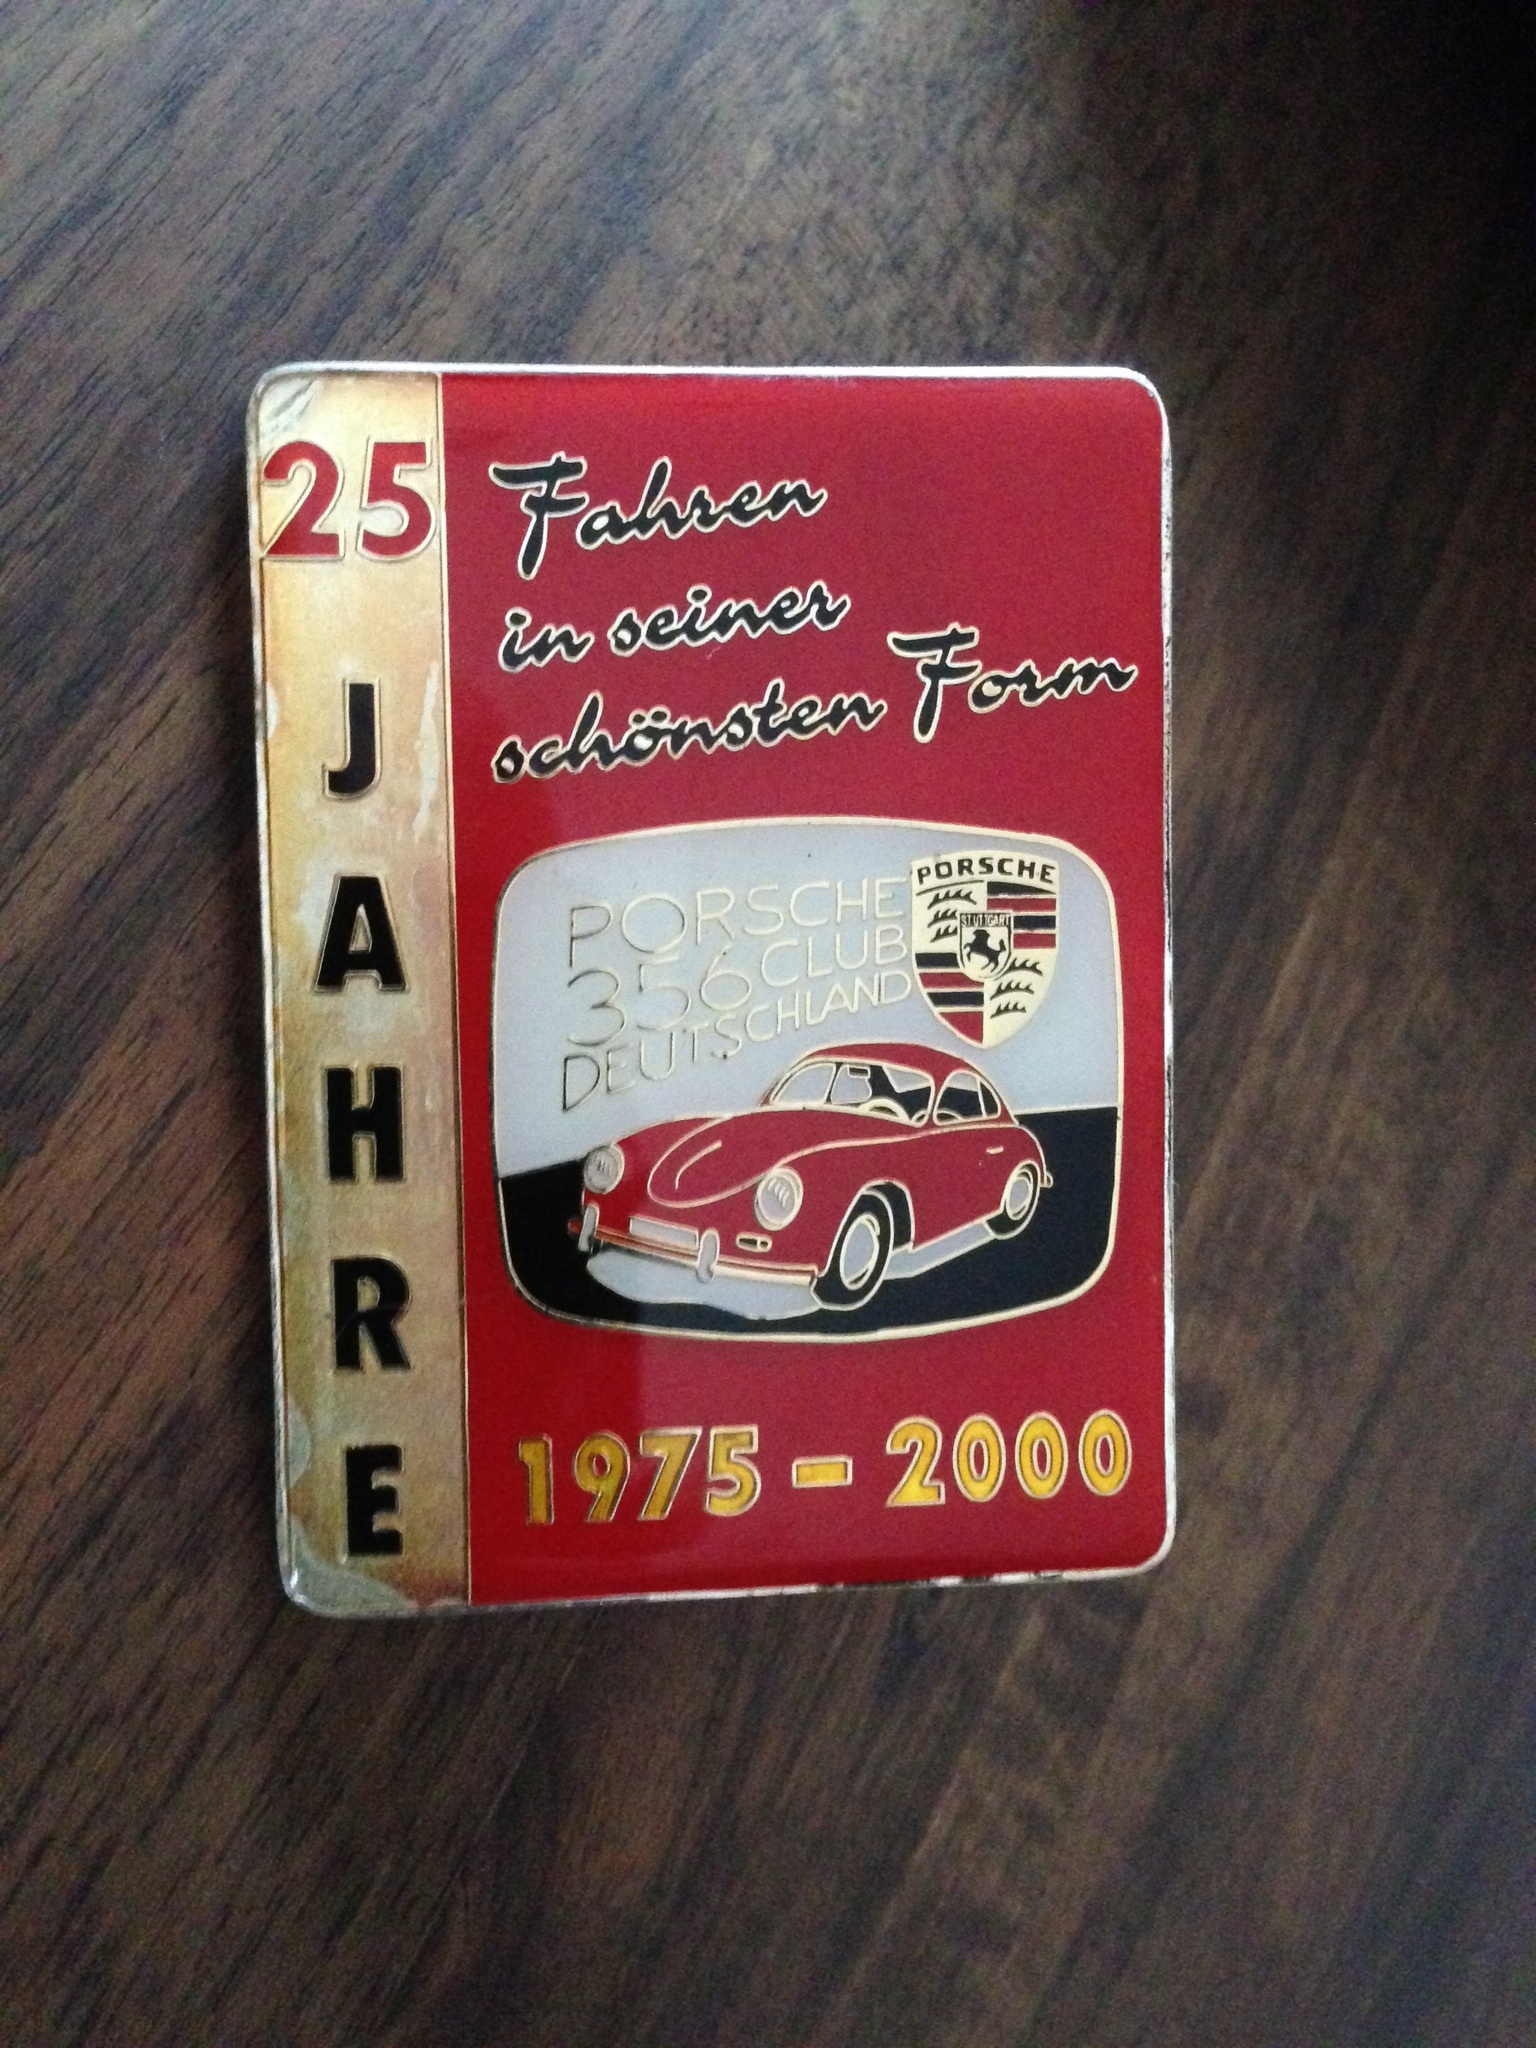 25
JAHRE
Fahren
in seiner
schönsten Form
PORSCHE
356 CLUB
DEUTSCHLAND
PORSCHE
STUTTGART
1975 - 2000